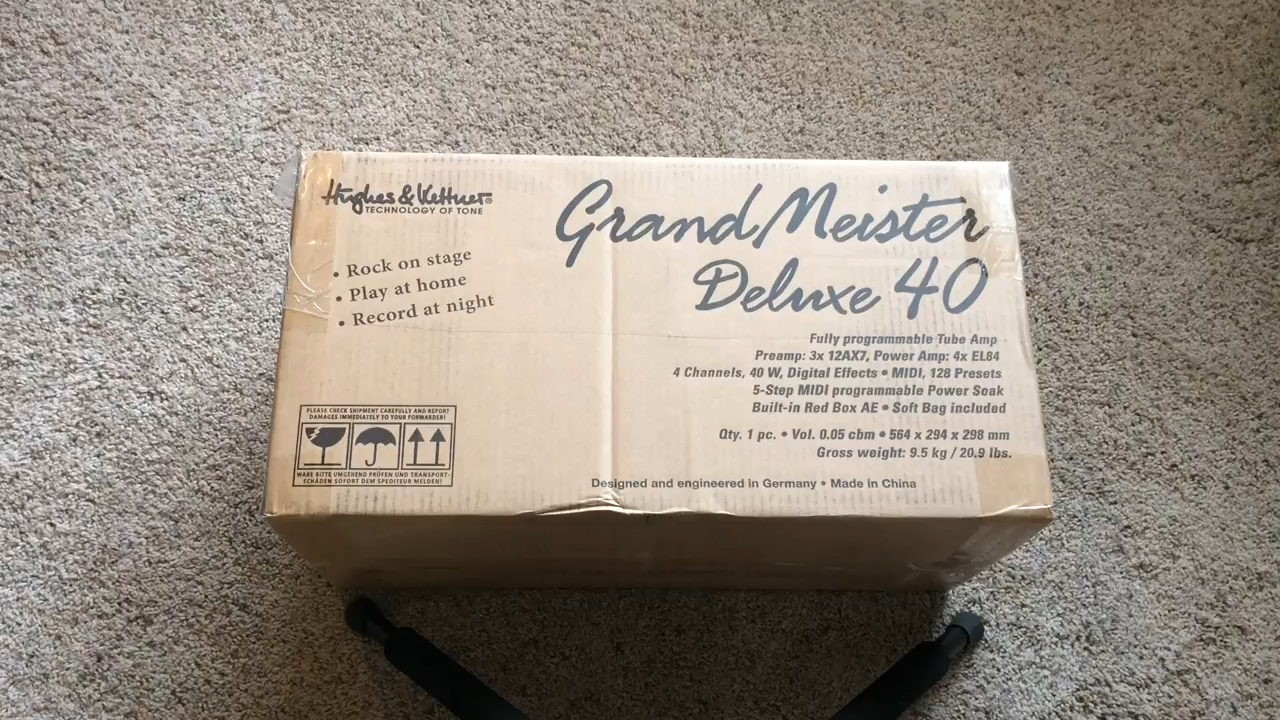 Hughes & Kettner®
TECHNOLOGY OF TONE
Grand Meister
Deluxe 40
• Rock on stage
• Play at home
• Record at night
Fully programmable Tube Amp
Preamp: 3x 12AX7, Power Amp: 4x EL84
4 Channels, 40 W, Digital Effects • MIDI, 128 Presets
5-Step MIDI programmable Power Soak
Built-in Red Box AE • Soft Bag included
Qty. 1 pc. • Vol. 0.05 cbm • 564 x 294 x 298 mm
Gross weight: 9.5 kg / 20.9 lbs.
Designed and engineered in Germany • Made in China
PLEASE CHECK SHIPMENT CAREFULLY AND REPORT
DAMAGES IMMEDIATELY TO YOUR FORWARDER!
WARE BITTE UMGEHEND PRÜFEN UND TRANSPORT-
SCHÄDEN SOFORT DEM SPEDITEUR MELDEN!